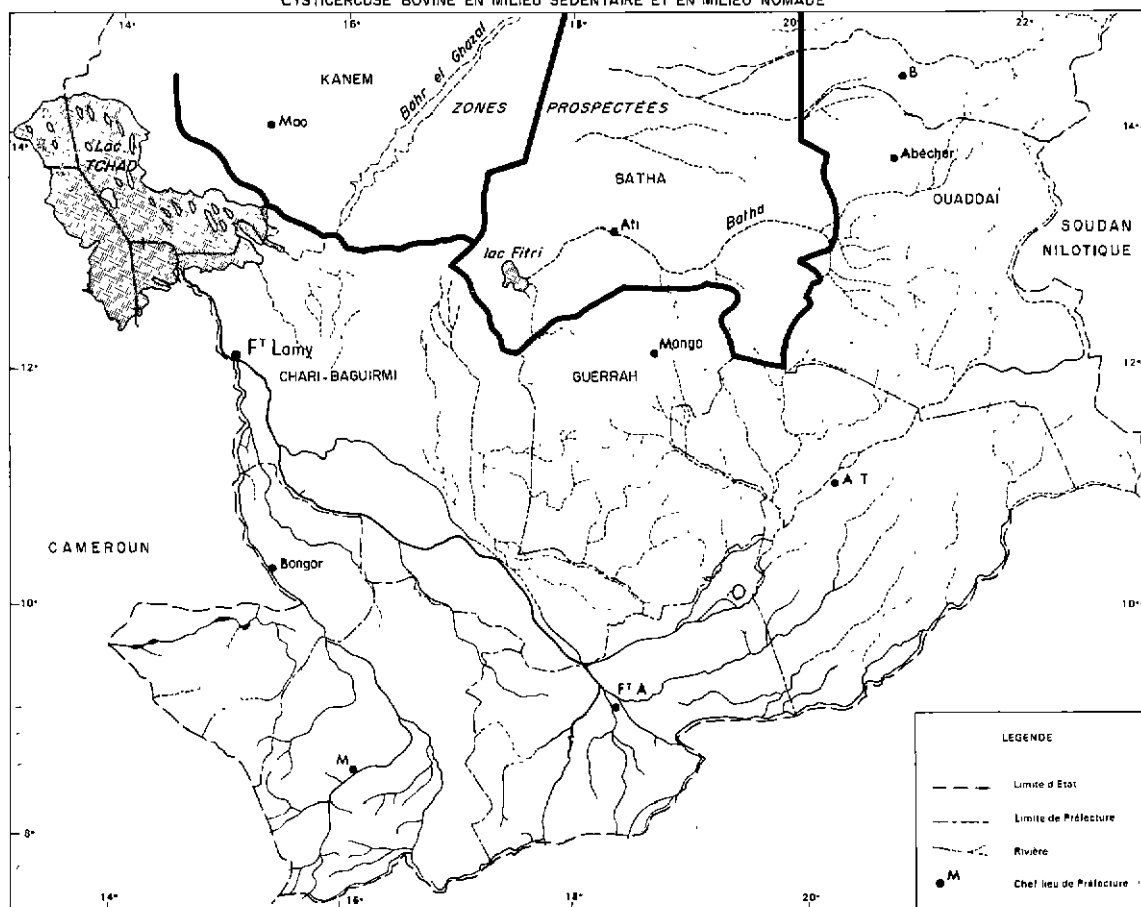 CYSTICERCOSE BOVINE EN MILIEU SEDENTAIRE ET EN MILIEU NOMADE
14° 16° 18° 20° 22°
KANEM
Bahr el Ghazal
ZONES PROSPECTÉES
B
Mao
14° 14°
Lac
TCHAD
Abécher
BATHA
OUADDAI
Ati
Batha
SOUDAN
NILOTIQUE
lac Fitri
Fᵀ Lamy
Mongo
12° 12°
CHARI-BAGUIRMI
GUERRAH
A T
CAMEROUN
Bongor
10° 10°
Fᵀ A
M
8°
14° 16° 18° 20°
LEGENDE
Limite d'Etat
Limite de Préfecture
Rivière
M Chef lieu de Préfecture